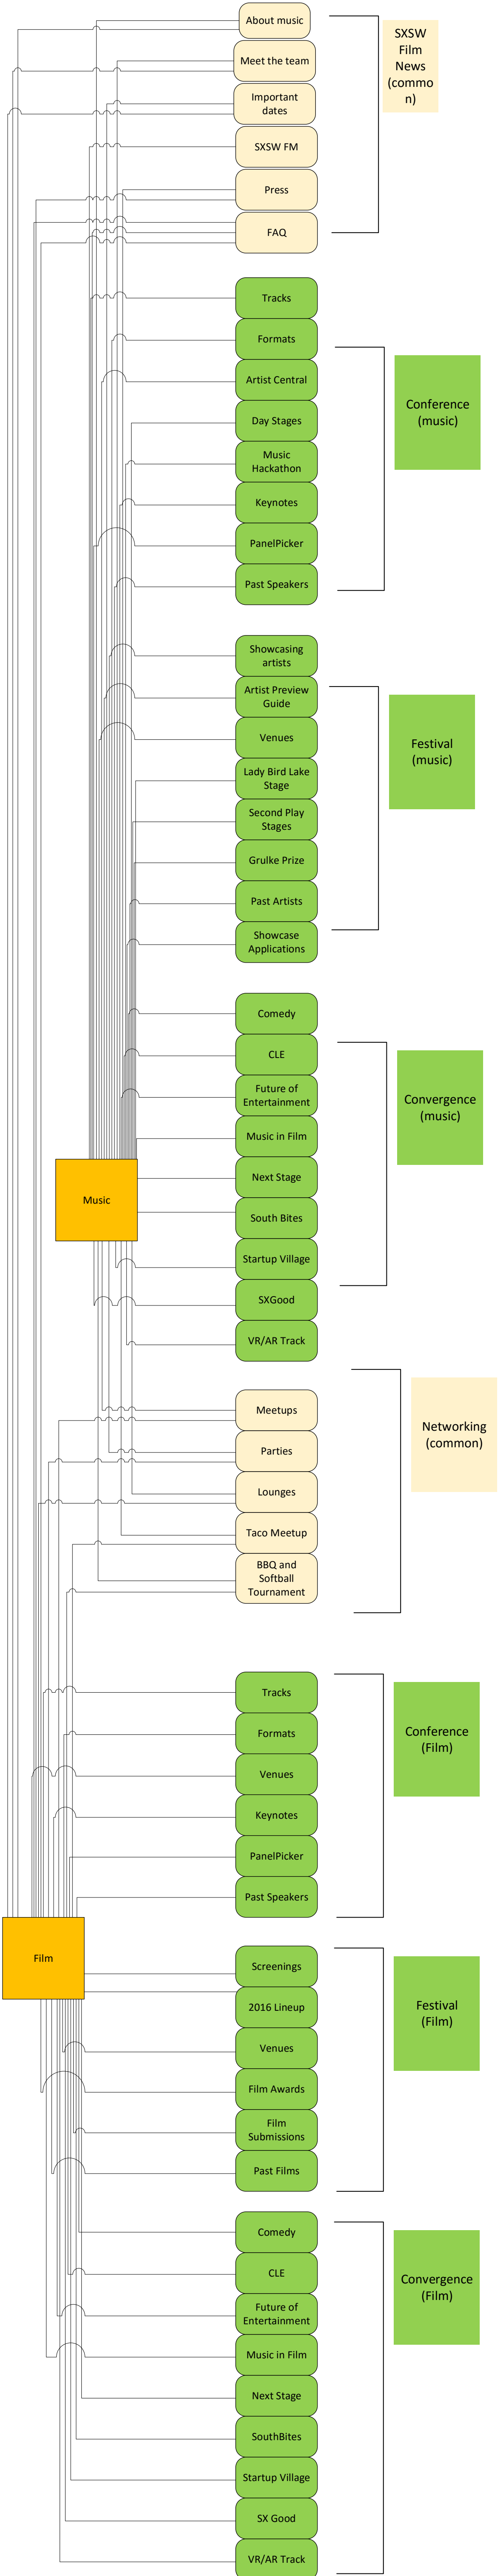 About music
Meet the team
Important
dates
SXSW FM
Press
FAQ
SXSW
Film
News
(commo
n)
Tracks
Formats
Artist Central
Day Stages
Music
Hackathon
Keynotes
PanelPicker
Past Speakers
Conference
(music)
Showcasing
artists
Artist Preview
Guide
Venues
Lady Bird Lake
Stage
Second Play
Stages
Grulke Prize
Past Artists
Showcase
Applications
Festival
(music)
Comedy
CLE
Future of
Entertainment
Music in Film
Next Stage
South Bites
Startup Village
SXGood
VR/AR Track
Convergence
(music)
Music
Meetups
Parties
Lounges
Taco Meetup
BBQ and
Softball
Tournament
Networking
(common)
Tracks
Formats
Venues
Keynotes
PanelPicker
Past Speakers
Conference
(Film)
Film
Screenings
2016 Lineup
Venues
Film Awards
Film
Submissions
Past Films
Festival
(Film)
Comedy
CLE
Future of
Entertainment
Music in Film
Next Stage
SouthBites
Startup Village
SX Good
VR/AR Track
Convergence
(Film)